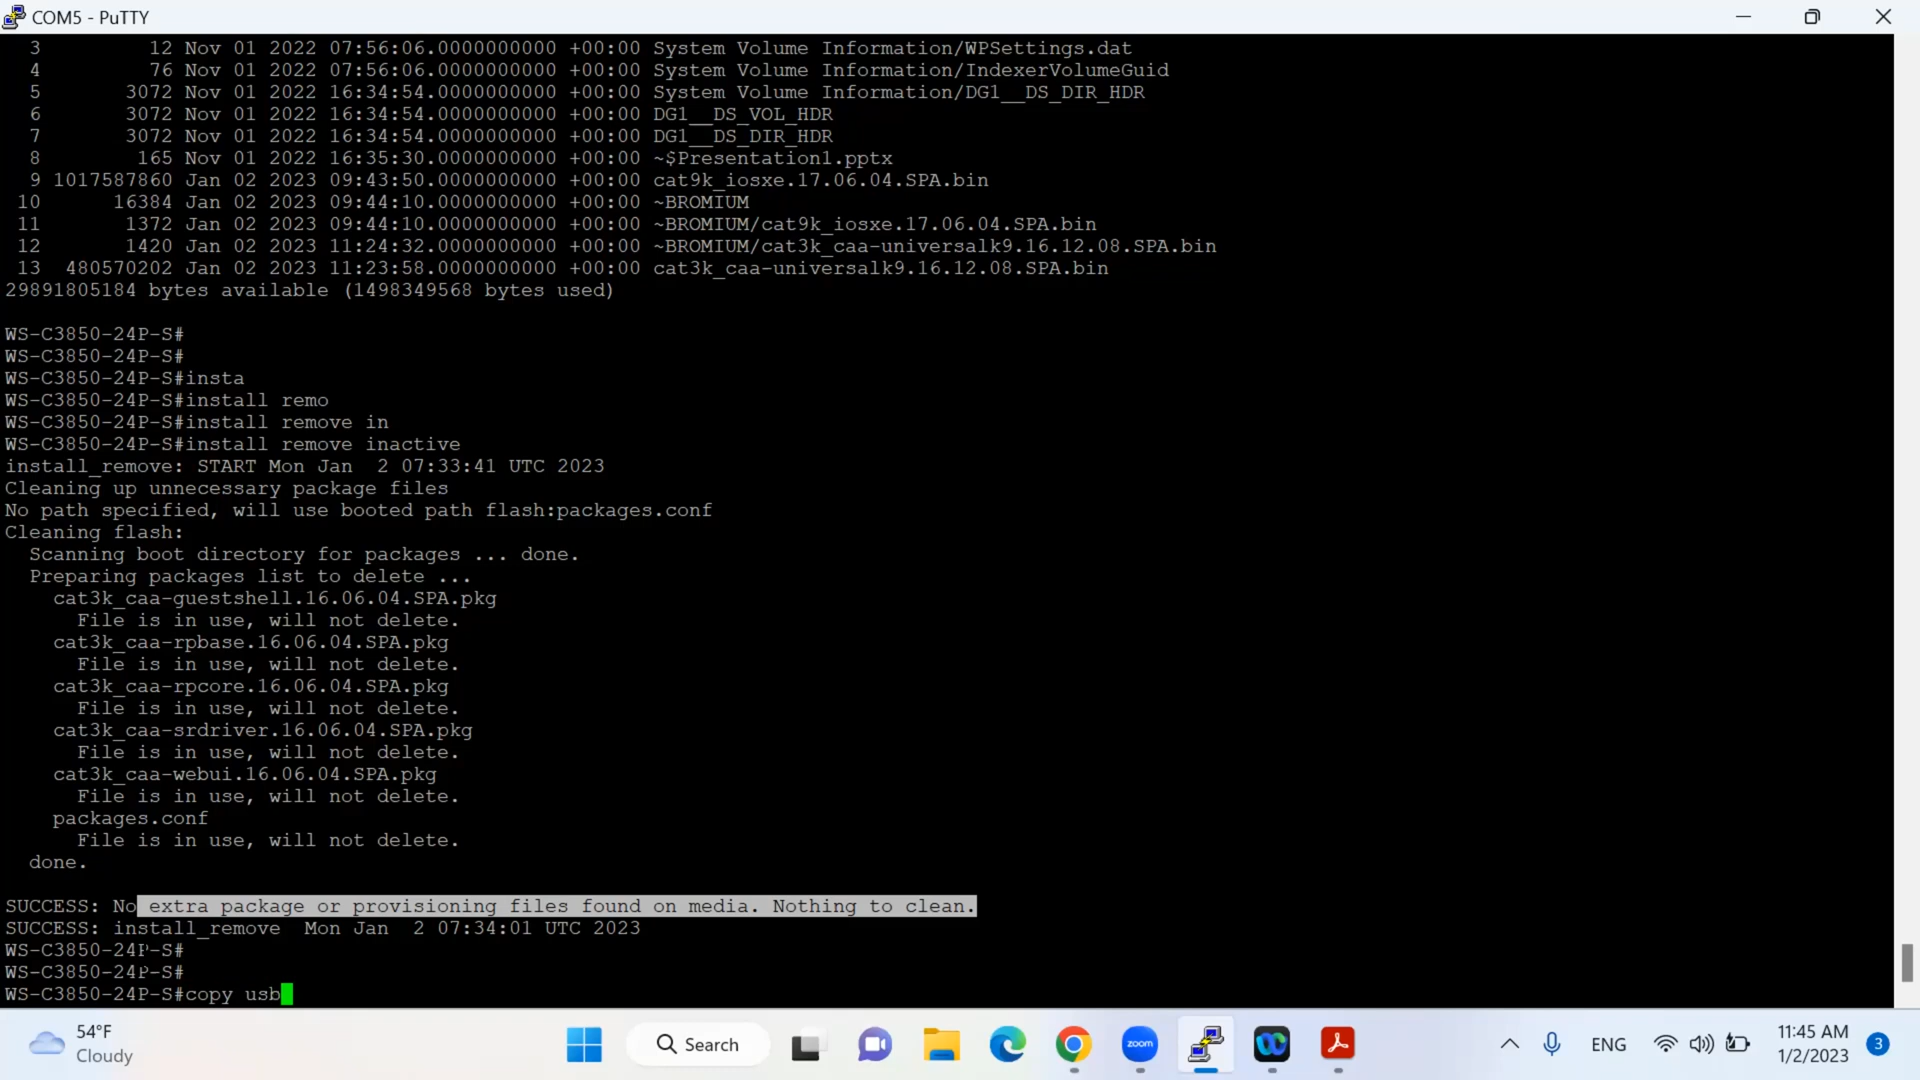 COM5 - PuTTY
3 12 Nov 01 2022 07:56:06.0000000000 +00:00 System Volume Information/WPSettings.dat
4 76 Nov 01 2022 07:56:06.0000000000 +00:00 System Volume Information/IndexerVolumeGuid
5 3072 Nov 01 2022 16:34:54.0000000000 +00:00 System Volume Information/DG1__DS_DIR_HDR
6 3072 Nov 01 2022 16:34:54.0000000000 +00:00 DG1__DS_VOL_HDR
7 3072 Nov 01 2022 16:34:54.0000000000 +00:00 DG1__DS_DIR_HDR
8 165 Nov 01 2022 16:35:30.0000000000 +00:00 ~$Presentation1.pptx
9 1017587860 Jan 02 2023 09:43:50.0000000000 +00:00 cat9k_iosxe.17.06.04.SPA.bin
10 16384 Jan 02 2023 09:44:10.0000000000 +00:00 ~BROMIUM
11 1372 Jan 02 2023 09:44:10.0000000000 +00:00 ~BROMIUM/cat9k_iosxe.17.06.04.SPA.bin
12 1420 Jan 02 2023 11:24:32.0000000000 +00:00 ~BROMIUM/cat3k_caa-universalk9.16.12.08.SPA.bin
13 480570202 Jan 02 2023 11:23:58.0000000000 +00:00 cat3k_caa-universalk9.16.12.08.SPA.bin
29891805184 bytes available (1498349568 bytes used)
WS-C3850-24P-S#
WS-C3850-24P-S#
WS-C3850-24P-S#insta
WS-C3850-24P-S#install remo
WS-C3850-24P-S#install remove in
WS-C3850-24P-S#install remove inactive
install_remove: START Mon Jan  2 07:33:41 UTC 2023
Cleaning up unnecessary package files
No path specified, will use booted path flash:packages.conf
Cleaning flash:
Scanning boot directory for packages ... done.
Preparing packages list to delete ...
cat3k_caa-guestshell.16.06.04.SPA.pkg
File is in use, will not delete.
cat3k_caa-rpbase.16.06.04.SPA.pkg
File is in use, will not delete.
cat3k_caa-rpcore.16.06.04.SPA.pkg
File is in use, will not delete.
cat3k_caa-srdriver.16.06.04.SPA.pkg
File is in use, will not delete.
cat3k_caa-webui.16.06.04.SPA.pkg
File is in use, will not delete.
packages.conf
File is in use, will not delete.
done.
SUCCESS: No extra package or provisioning files found on media. Nothing to clean.
SUCCESS: install_remove  Mon Jan  2 07:34:01 UTC 2023
WS-C3850-24P-S#
WS-C3850-24P-S#
WS-C3850-24P-S#copy usb
54°F
Cloudy
Search
zoom
ENG
11:45 AM
1/2/2023
3